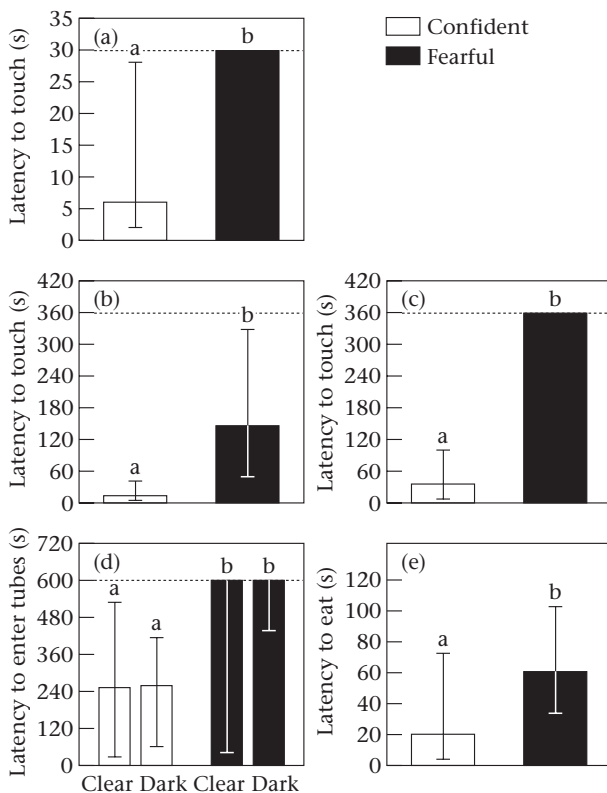 Confident
Fearful
(a)
a
b
35
30
25
20
15
10
5
0
Latency to touch (s)
(b)
a
b
420
360
300
240
180
120
60
0
Latency to touch (s)
(c)
a
b
420
360
300
240
180
120
60
0
Latency to touch (s)
(d)
a
a
b
b
720
600
480
360
240
120
0
Latency to enter tubes (s)
Clear Dark Clear Dark
(e)
a
b
120
100
80
60
40
20
0
Latency to eat (s)